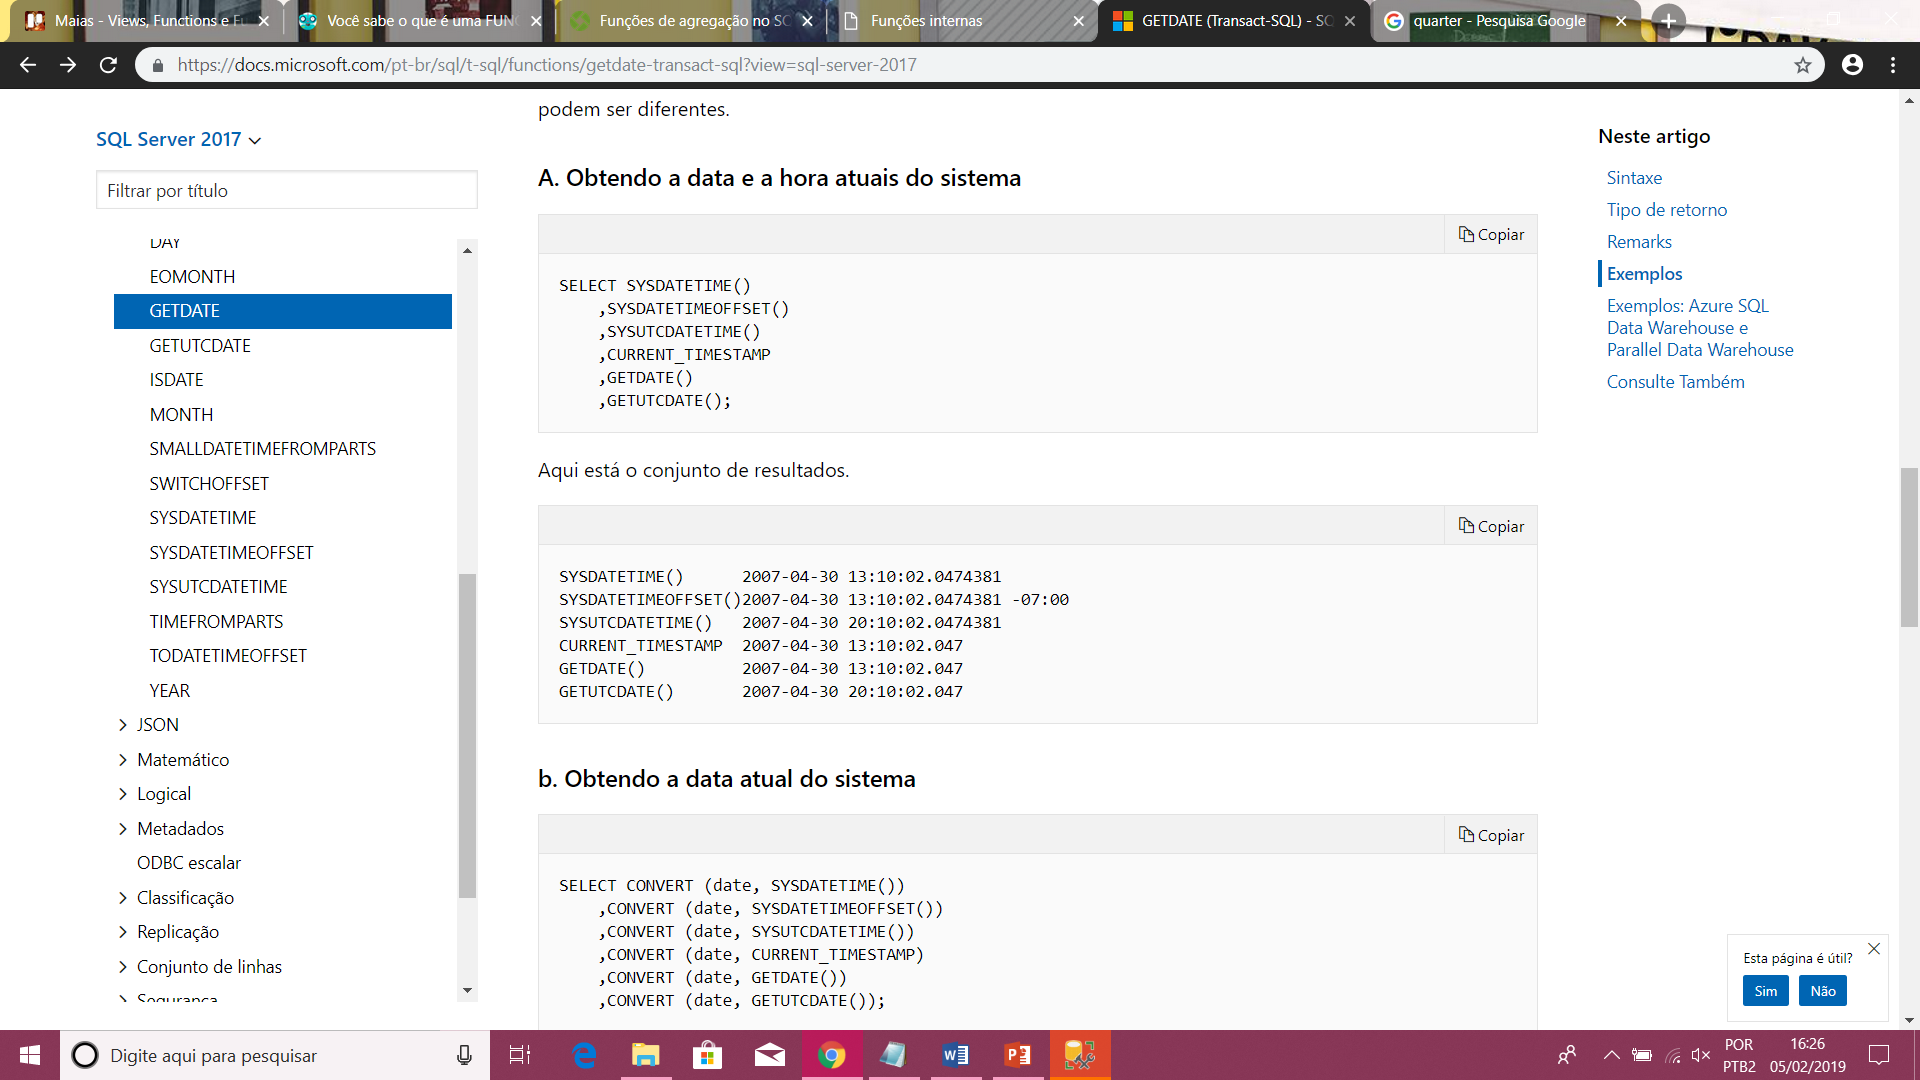 Maias - Views, Functions e Fu
Você sabe o que é uma FUN
Funções de agregação no SC
Funções internas
GETDATE (Transact-SQL) - SQ
quarter - Pesquisa Google
https://docs.microsoft.com/pt-br/sql/t-sql/functions/getdate-transact-sql?view=sql-server-2017
SQL Server 2017
Filtrar por título
DAY
EOMONTH
GETDATE
GETUTCDATE
ISDATE
MONTH
SMALLDATETIMEFROMPARTS
SWITCHOFFSET
SYSDATETIME
SYSDATETIMEOFFSET
SYSUTCDATETIME
TIMEFROMPARTS
TODATETIMEOFFSET
YEAR
JSON
Matemático
Logical
Metadados
ODBC escalar
Classificação
Replicação
Conjunto de linhas
Segurança
podem ser diferentes.
A. Obtendo a data e a hora atuais do sistema
Copiar
SELECT SYSDATETIME()
,SYSDATETIMEOFFSET()
,SYSUTCDATETIME()
,CURRENT_TIMESTAMP
,GETDATE()
,GETUTCDATE();
Aqui está o conjunto de resultados.
Copiar
SYSDATETIME() 2007-04-30 13:10:02.0474381
SYSDATETIMEOFFSET()2007-04-30 13:10:02.0474381 -07:00
SYSUTCDATETIME() 2007-04-30 20:10:02.0474381
CURRENT_TIMESTAMP 2007-04-30 13:10:02.047
GETDATE() 2007-04-30 13:10:02.047
GETUTCDATE() 2007-04-30 20:10:02.047
b. Obtendo a data atual do sistema
Copiar
SELECT CONVERT (date, SYSDATETIME())
,CONVERT (date, SYSDATETIMEOFFSET())
,CONVERT (date, SYSUTCDATETIME())
,CONVERT (date, CURRENT_TIMESTAMP)
,CONVERT (date, GETDATE())
,CONVERT (date, GETUTCDATE());
Neste artigo
Sintaxe
Tipo de retorno
Remarks
Exemplos
Exemplos: Azure SQL
Data Warehouse e
Parallel Data Warehouse
Consulte Também
Esta página é útil?
Sim
Não
Digite aqui para pesquisar
POR
PTB2
16:26
05/02/2019